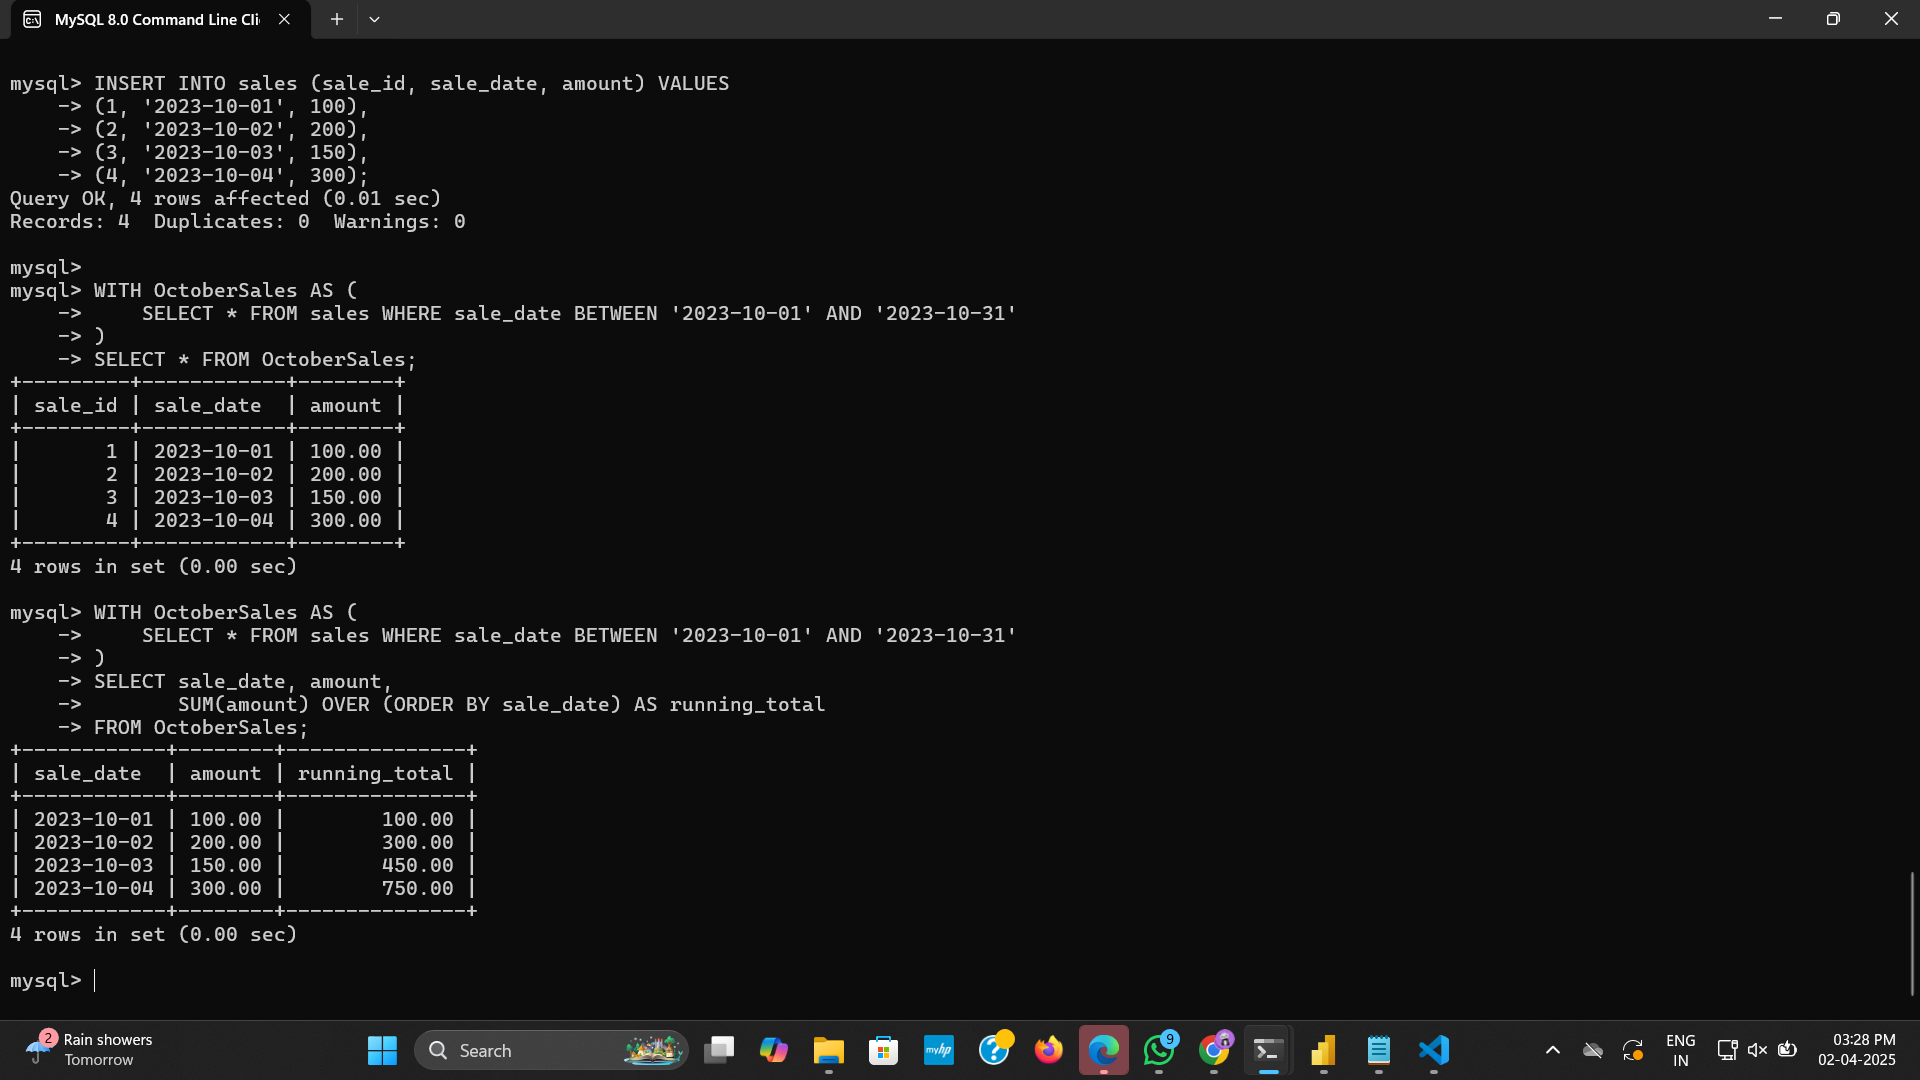 MySQL 8.0 Command Line Cli
mysql> INSERT INTO sales (sale_id, sale_date, amount) VALUES
    -> (1, '2023-10-01', 100),
    -> (2, '2023-10-02', 200),
    -> (3, '2023-10-03', 150),
    -> (4, '2023-10-04', 300);
Query OK, 4 rows affected (0.01 sec)
Records: 4  Duplicates: 0  Warnings: 0
mysql>
mysql> WITH OctoberSales AS (
    ->     SELECT * FROM sales WHERE sale_date BETWEEN '2023-10-01' AND '2023-10-31'
    -> )
    -> SELECT * FROM OctoberSales;
+---------+------------+--------+
| sale_id | sale_date  | amount |
+---------+------------+--------+
|       1 | 2023-10-01 | 100.00 |
|       2 | 2023-10-02 | 200.00 |
|       3 | 2023-10-03 | 150.00 |
|       4 | 2023-10-04 | 300.00 |
+---------+------------+--------+
4 rows in set (0.00 sec)
mysql> WITH OctoberSales AS (
    ->     SELECT * FROM sales WHERE sale_date BETWEEN '2023-10-01' AND '2023-10-31'
    -> )
    -> SELECT sale_date, amount,
    ->        SUM(amount) OVER (ORDER BY sale_date) AS running_total
    -> FROM OctoberSales;
+------------+--------+---------------+
| sale_date  | amount | running_total |
+------------+--------+---------------+
| 2023-10-01 | 100.00 |        100.00 |
| 2023-10-02 | 200.00 |        300.00 |
| 2023-10-03 | 150.00 |        450.00 |
| 2023-10-04 | 300.00 |        750.00 |
+------------+--------+---------------+
4 rows in set (0.00 sec)
mysql>
2 Rain showers
Tomorrow
Search
myhp
?
9
ENG
IN
03:28 PM
02-04-2025